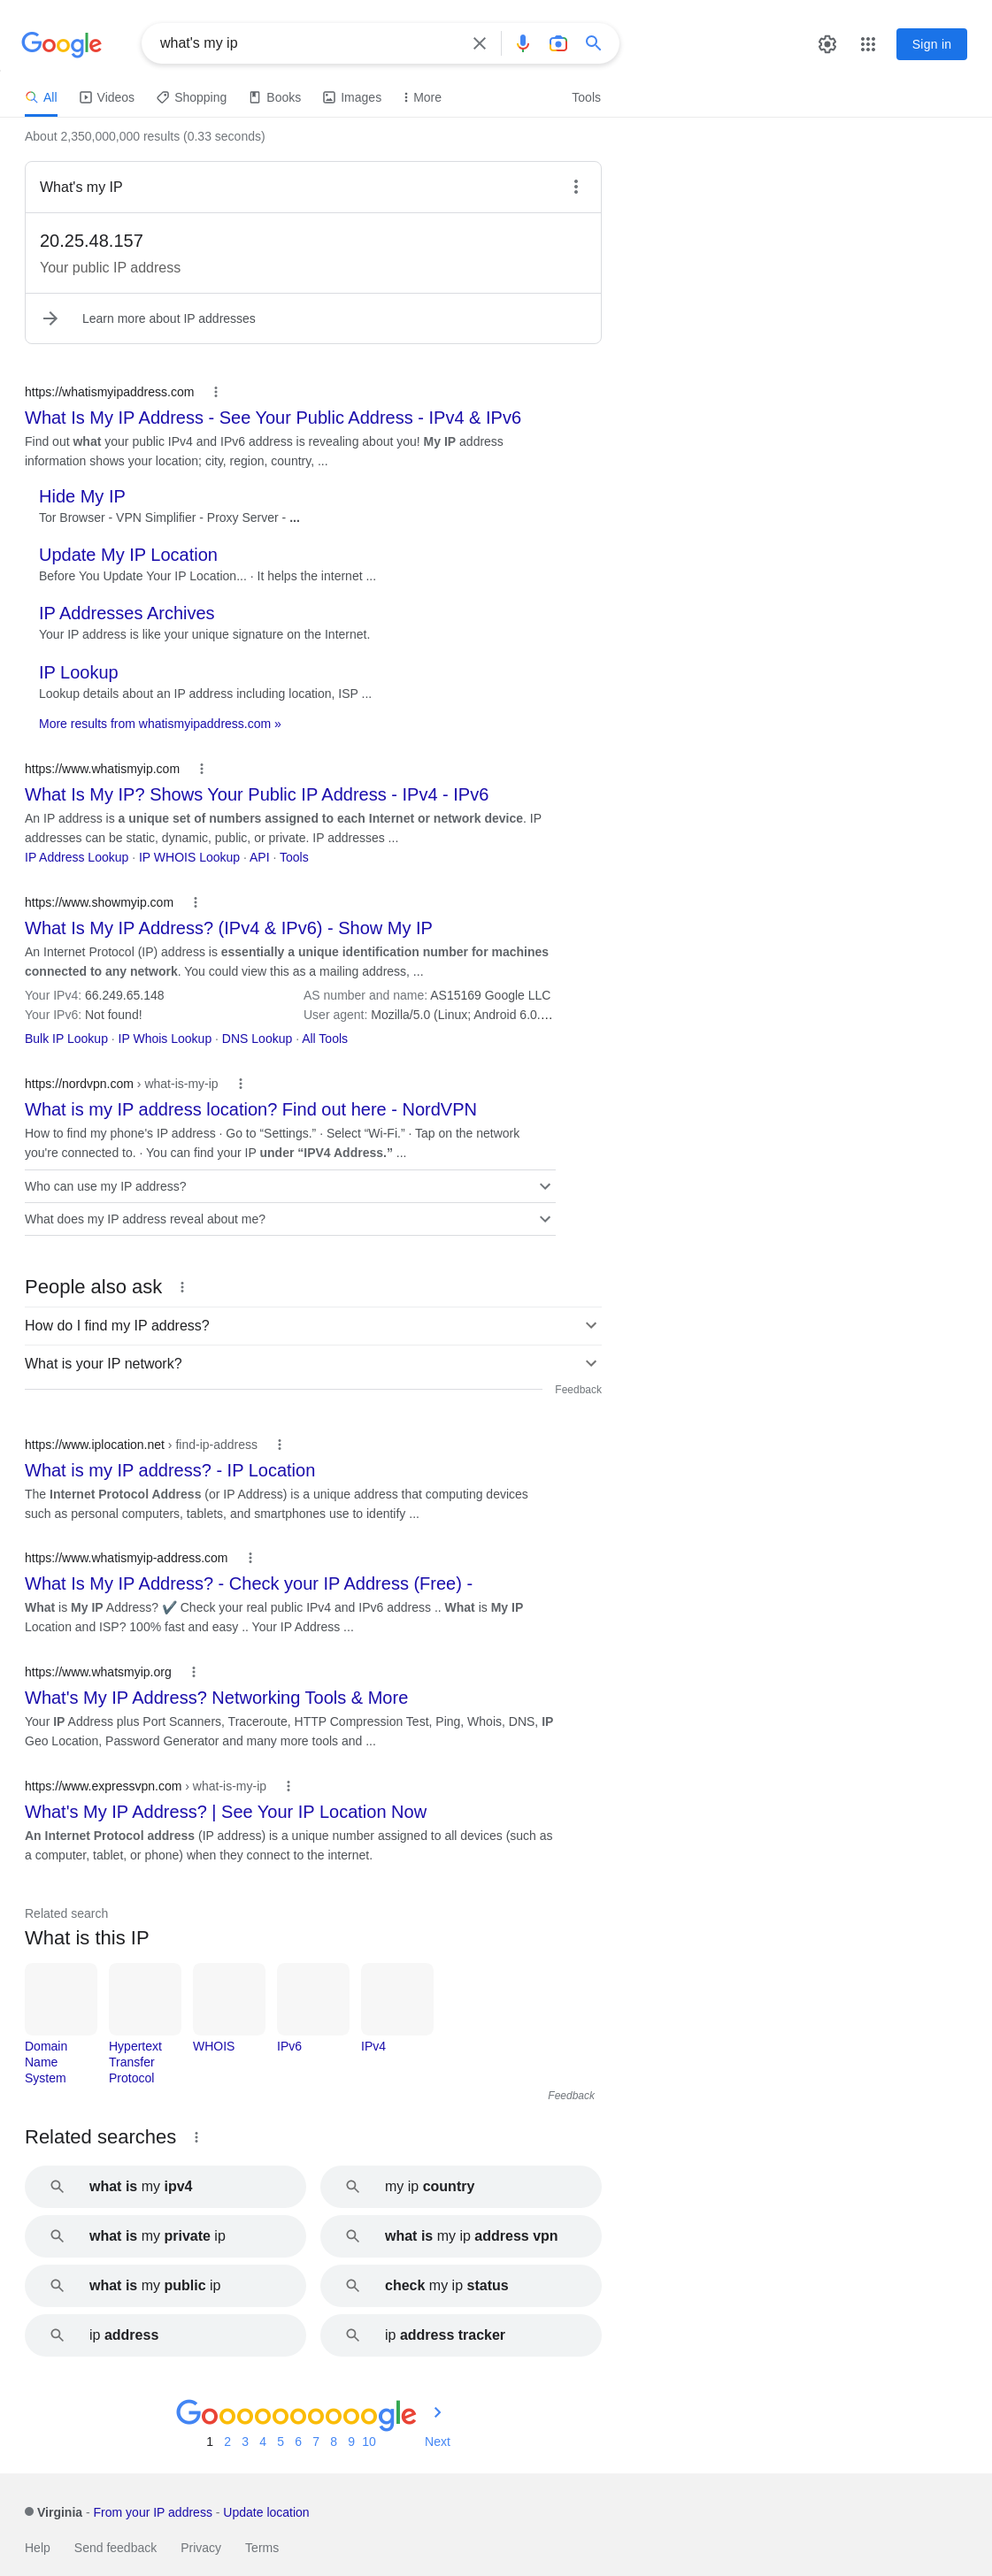 Google
what's my ip
Sign in
All
Videos
Shopping
Books
Images
More
Tools
About 2,350,000,000 results (0.33 seconds)
What's my IP
20.25.48.157
Your public IP address
Learn more about IP addresses
https://whatismyipaddress.com
What Is My IP Address - See Your Public Address - IPv4 & IPv6
Find out what your public IPv4 and IPv6 address is revealing about you! My IP address
information shows your location; city, region, country, ...
Hide My IP
Tor Browser - VPN Simplifier - Proxy Server - ...
Update My IP Location
Before You Update Your IP Location... · It helps the internet ...
IP Addresses Archives
Your IP address is like your unique signature on the Internet.
IP Lookup
Lookup details about an IP address including location, ISP ...
More results from whatismyipaddress.com »
https://www.whatismyip.com
What Is My IP? Shows Your Public IP Address - IPv4 - IPv6
An IP address is a unique set of numbers assigned to each Internet or network device. IP
addresses can be static, dynamic, public, or private. IP addresses ...
IP Address Lookup · IP WHOIS Lookup · API · Tools
https://www.showmyip.com
What Is My IP Address? (IPv4 & IPv6) - Show My IP
An Internet Protocol (IP) address is essentially a unique identification number for machines
connected to any network. You could view this as a mailing address, ...
Your IPv4: 66.249.65.148
AS number and name: AS15169 Google LLC
Your IPv6: Not found!
User agent: Mozilla/5.0 (Linux; Android 6.0....
Bulk IP Lookup · IP Whois Lookup · DNS Lookup · All Tools
https://nordvpn.com › what-is-my-ip
What is my IP address location? Find out here - NordVPN
How to find my phone's IP address · Go to “Settings.” · Select “Wi-Fi.” · Tap on the network
you're connected to. · You can find your IP under “IPV4 Address.” ...
Who can use my IP address?
What does my IP address reveal about me?
People also ask
How do I find my IP address?
What is your IP network?
Feedback
https://www.iplocation.net › find-ip-address
What is my IP address? - IP Location
The Internet Protocol Address (or IP Address) is a unique address that computing devices
such as personal computers, tablets, and smartphones use to identify ...
https://www.whatismyip-address.com
What Is My IP Address? - Check your IP Address (Free) -
What is My IP Address? ✔️ Check your real public IPv4 and IPv6 address .. What is My IP
Location and ISP? 100% fast and easy .. Your IP Address ...
https://www.whatsmyip.org
What's My IP Address? Networking Tools & More
Your IP Address plus Port Scanners, Traceroute, HTTP Compression Test, Ping, Whois, DNS, IP
Geo Location, Password Generator and many more tools and ...
https://www.expressvpn.com › what-is-my-ip
What's My IP Address? | See Your IP Location Now
An Internet Protocol address (IP address) is a unique number assigned to all devices (such as
a computer, tablet, or phone) when they connect to the internet.
Related search
What is this IP
Domain
Name
System
Hypertext
Transfer
Protocol
WHOIS
IPv6
IPv4
Feedback
Related searches
what is my ipv4
my ip country
what is my private ip
what is my ip address vpn
what is my public ip
check my ip status
ip address
ip address tracker
Goooooooooogle
1 2 3 4 5 6 7 8 9 10 Next
Virginia - From your IP address - Update location
Help Send feedback Privacy Terms